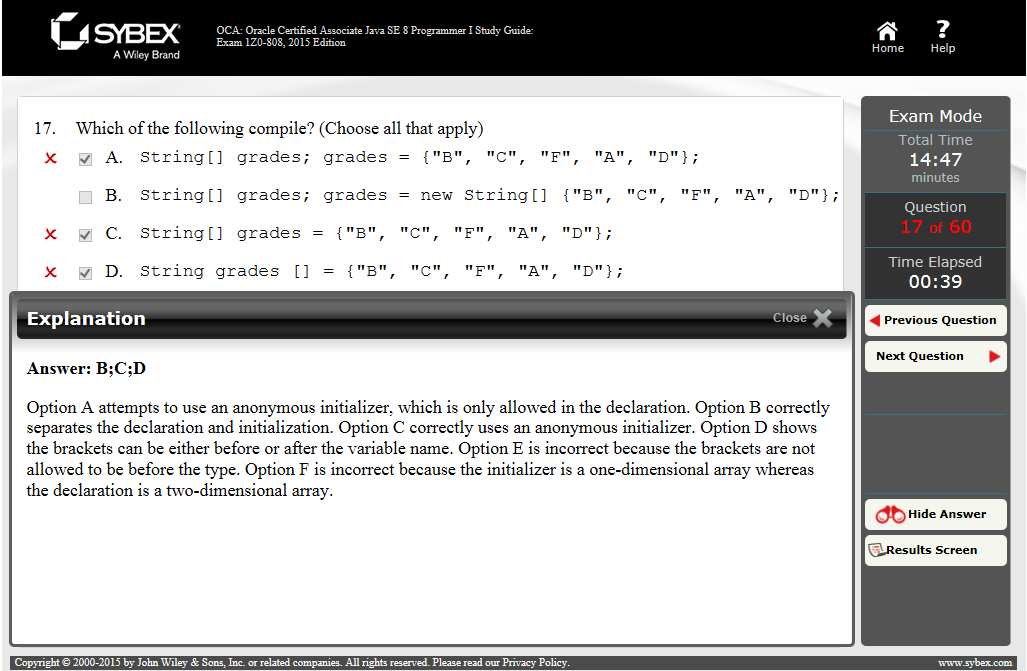 SYBEX
A Wiley Brand
OCA: Oracle Certified Associate Java SE 8 Programmer I Study Guide:
Exam 1Z0-808, 2015 Edition
Home
?
Help
17. Which of the following compile? (Choose all that apply)
x A. String[] grades; grades = {"B", "C", "F", "A", "D"};
B. String[] grades; grades = new String[] {"B", "C", "F", "A", "D"};
x C. String[] grades = {"B", "C", "F", "A", "D"};
x D. String grades [] = {"B", "C", "F", "A", "D"};
Explanation
Close
Answer: B;C;D
Option A attempts to use an anonymous initializer, which is only allowed in the declaration. Option B correctly
separates the declaration and initialization. Option C correctly uses an anonymous initializer. Option D shows
the brackets can be either before or after the variable name. Option E is incorrect because the brackets are not
allowed to be before the type. Option F is incorrect because the initializer is a one-dimensional array whereas
the declaration is a two-dimensional array.
Exam Mode
Total Time
14:47
minutes
Question
17 of 60
Time Elapsed
00:39
Previous Question
Next Question
Hide Answer
Results Screen
Copyright © 2000-2015 by John Wiley & Sons, Inc. or related companies. All rights reserved. Please read our Privacy Policy.
www.sybex.com